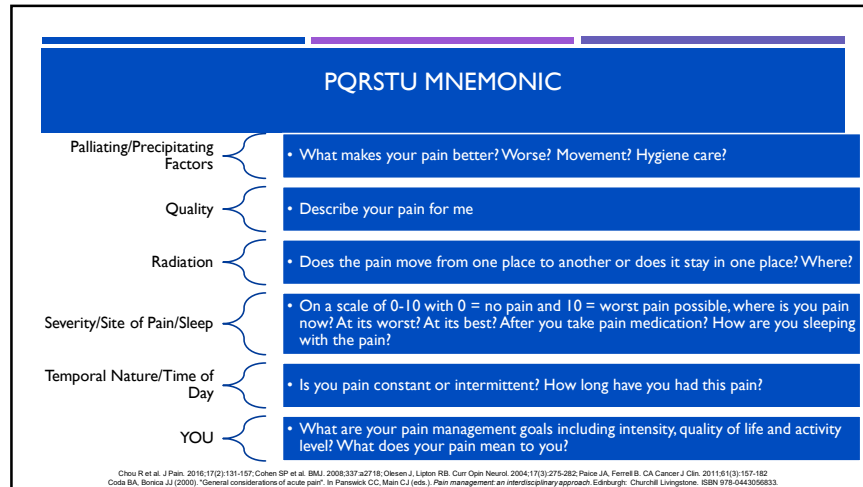 PQRSTU MNEMONIC
Palliating/Precipitating
Factors
• What makes your pain better? Worse? Movement? Hygiene care?
Quality
• Describe your pain for me
Radiation
• Does the pain move from one place to another or does it stay in one place? Where?
Severity/Site of Pain/Sleep
• On a scale of 0-10 with 0 = no pain and 10 = worst pain possible, where is you pain
now? At its worst? At its best? After you take pain medication? How are you sleeping
with the pain?
Temporal Nature/Time of
Day
• Is you pain constant or intermittent? How long have you had this pain?
YOU
• What are your pain management goals including intensity, quality of life and activity
level? What does your pain mean to you?
Chou R et al. J Pain. 2016;17(2):131-157; Cohen SP et al. BMJ. 2008;337:a2718; Olesen J, Lipton RB. Curr Opin Neurol. 2004;17(3):275-282; Paice JA, Ferrell B. CA Cancer J Clin. 2011;61(3):157-182
Coda BA, Bonica JJ (2000). "General considerations of acute pain". In Panswick CC, Main CJ (eds.). Pain management: an interdisciplinary approach. Edinburgh: Churchill Livingstone. ISBN 978-0443056833.